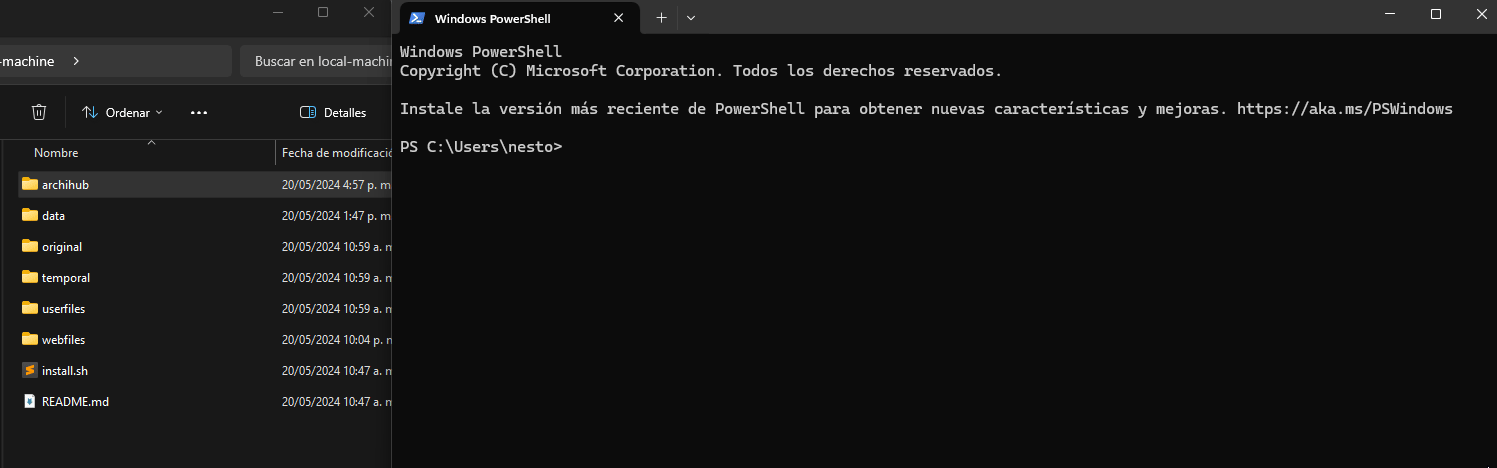 -machine
Buscar en local-machin
Ordenar
Detalles
Nombre
Fecha de modificació
archihub
20/05/2024 4:57 p. m
data
20/05/2024 1:47 p. m
original
20/05/2024 10:59 a. m
temporal
20/05/2024 10:59 a. m
userfiles
20/05/2024 10:59 a. m
webfiles
20/05/2024 10:04 p. m
install.sh
20/05/2024 10:47 a. m
README.md
20/05/2024 10:47 a. m
Windows PowerShell
Windows PowerShell
Copyright (C) Microsoft Corporation. Todos los derechos reservados.
Instale la versión más reciente de PowerShell para obtener nuevas características y mejoras. https://aka.ms/PSWindows
PS C:\Users\nesto>